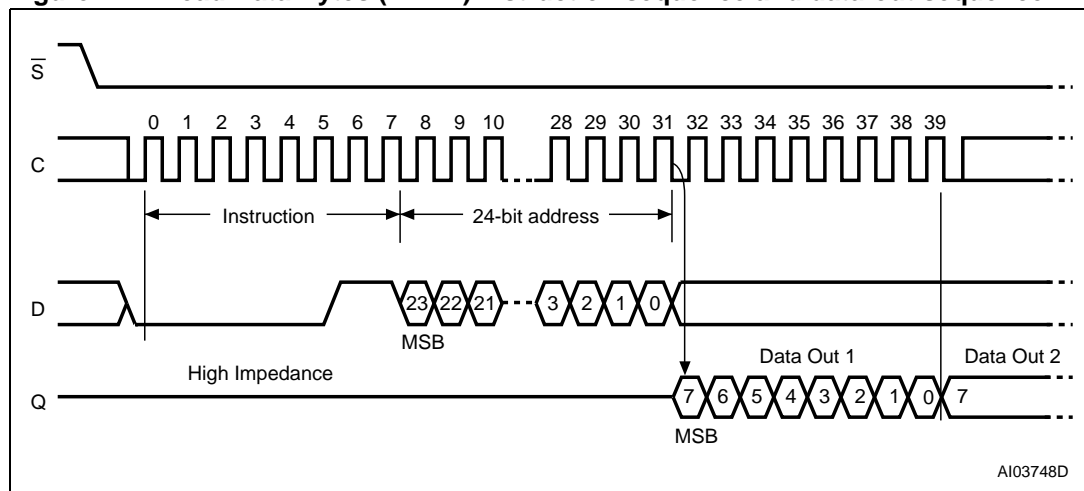 S
0 1 2 3 4 5 6 7 8 9 10 28 29 30 31 32 33 34 35 36 37 38 39
C
Instruction 24-bit address
D
23 22 21 3 2 1 0
MSB
High Impedance
Data Out 1 Data Out 2
Q
7 6 5 4 3 2 1 0 7
MSB
AI03748D